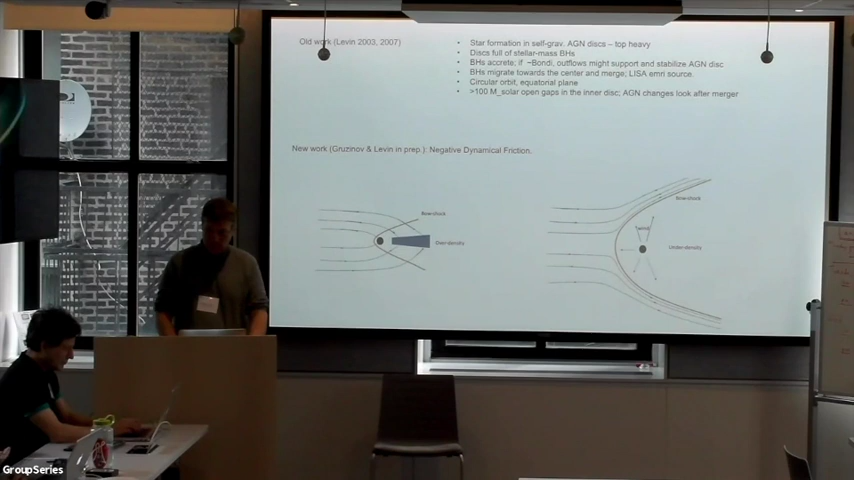 Old work (Levin 2003, 2007)
• Star formation in self-grav. AGN discs – top heavy
• Discs full of stellar-mass BHs
• BHs accrete; if ~Bondi, outflows might support and stabilize AGN disc
• BHs migrate towards the center and merge; LISA emri source.
• Circular orbit, equatorial plane
• >100 M_solar open gaps in the inner disc; AGN changes look after merger
New work (Gruzinov & Levin in prep.): Negative Dynamical Friction.
Bow-shock
Over-density
Bow-shock
Under-density
GroupSeries